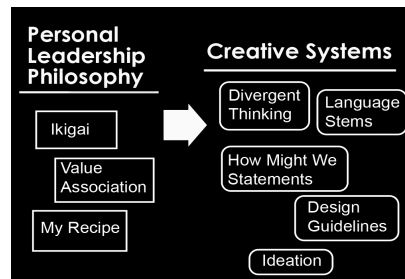 Personal
Leadership
Philosophy
Ikigai
Value
Association
My Recipe
Creative Systems
Divergent
Thinking
Language
Stems
How Might We
Statements
Design
Guidelines
Ideation